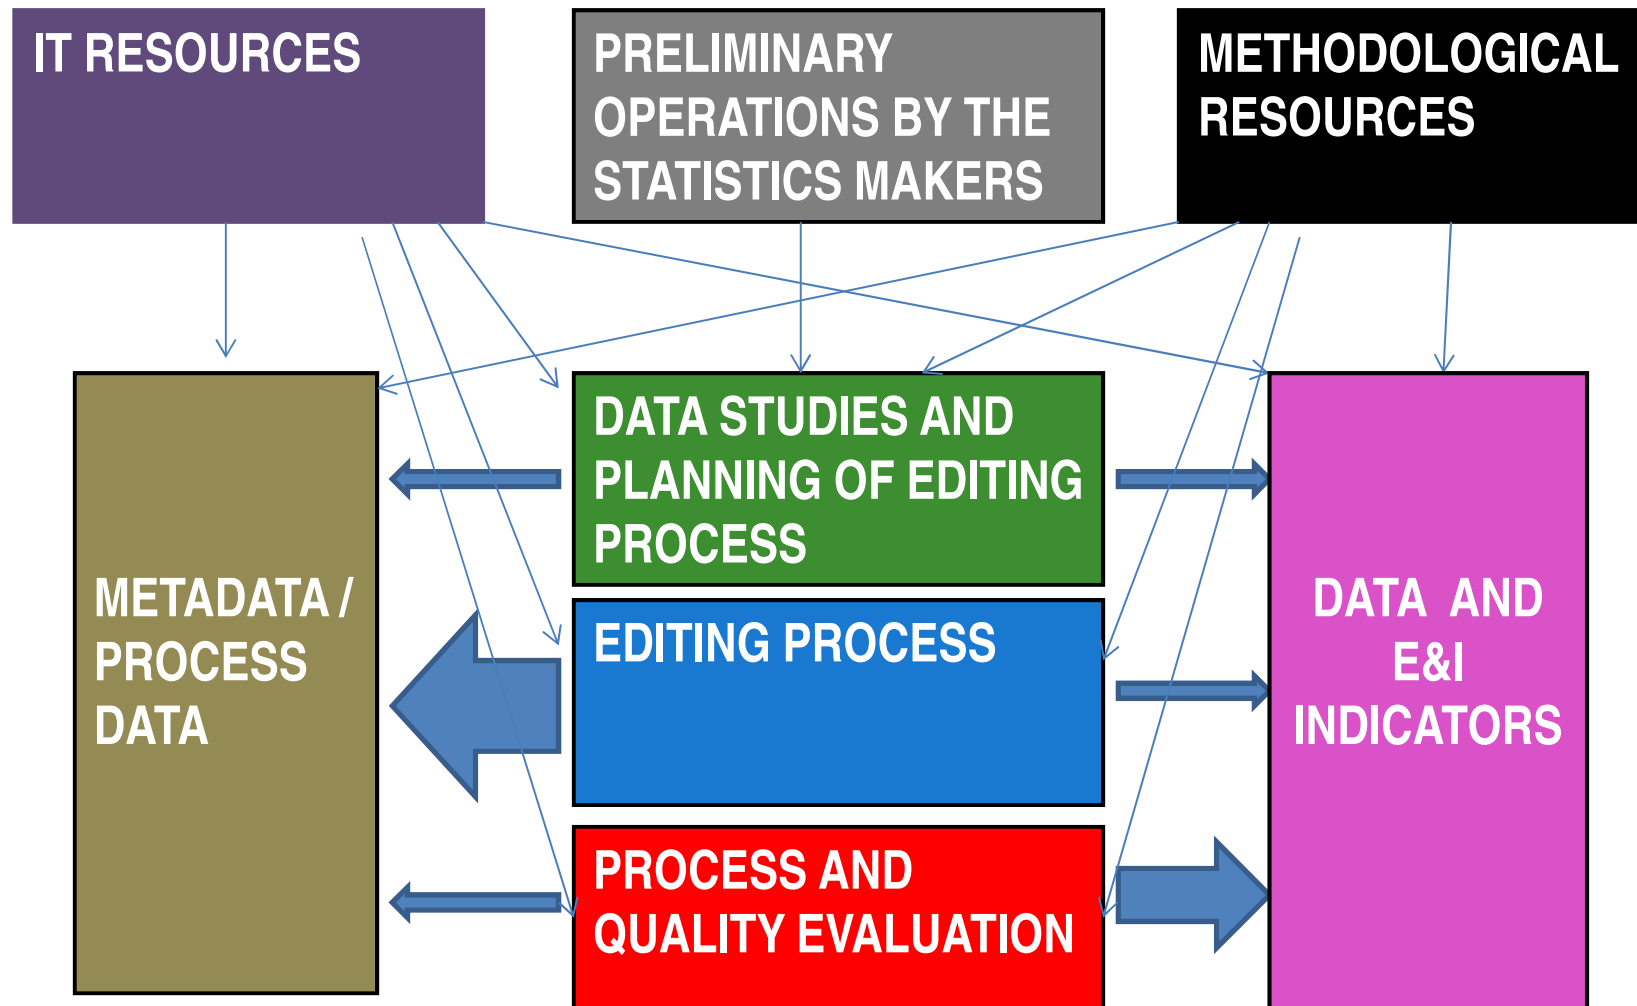 IT RESOURCES
PRELIMINARY
OPERATIONS BY THE
STATISTICS MAKERS
METHODOLOGICAL
RESOURCES
METADATA /
PROCESS
DATA
DATA STUDIES AND
PLANNING OF EDITING
PROCESS
EDITING PROCESS
PROCESS AND
QUALITY EVALUATION
DATA AND
E&I
INDICATORS